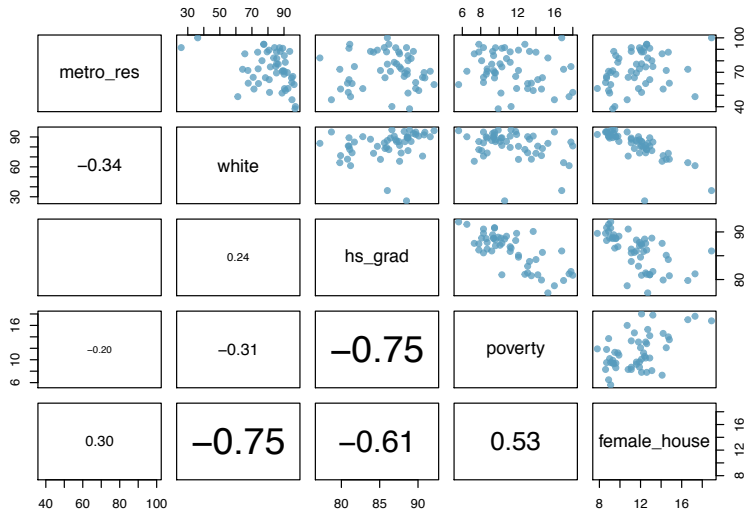 30 50 70 90
6 8 12 16
metro_res
40 70 100
30 60 90
−0.34
white
0.24
hs_grad
80 90
6 10 16
−0.20
−0.31
−0.75
poverty
0.30
−0.75
−0.61
0.53
female_house
8 12 16
40 60 80 100
80 85 90
8 12 16